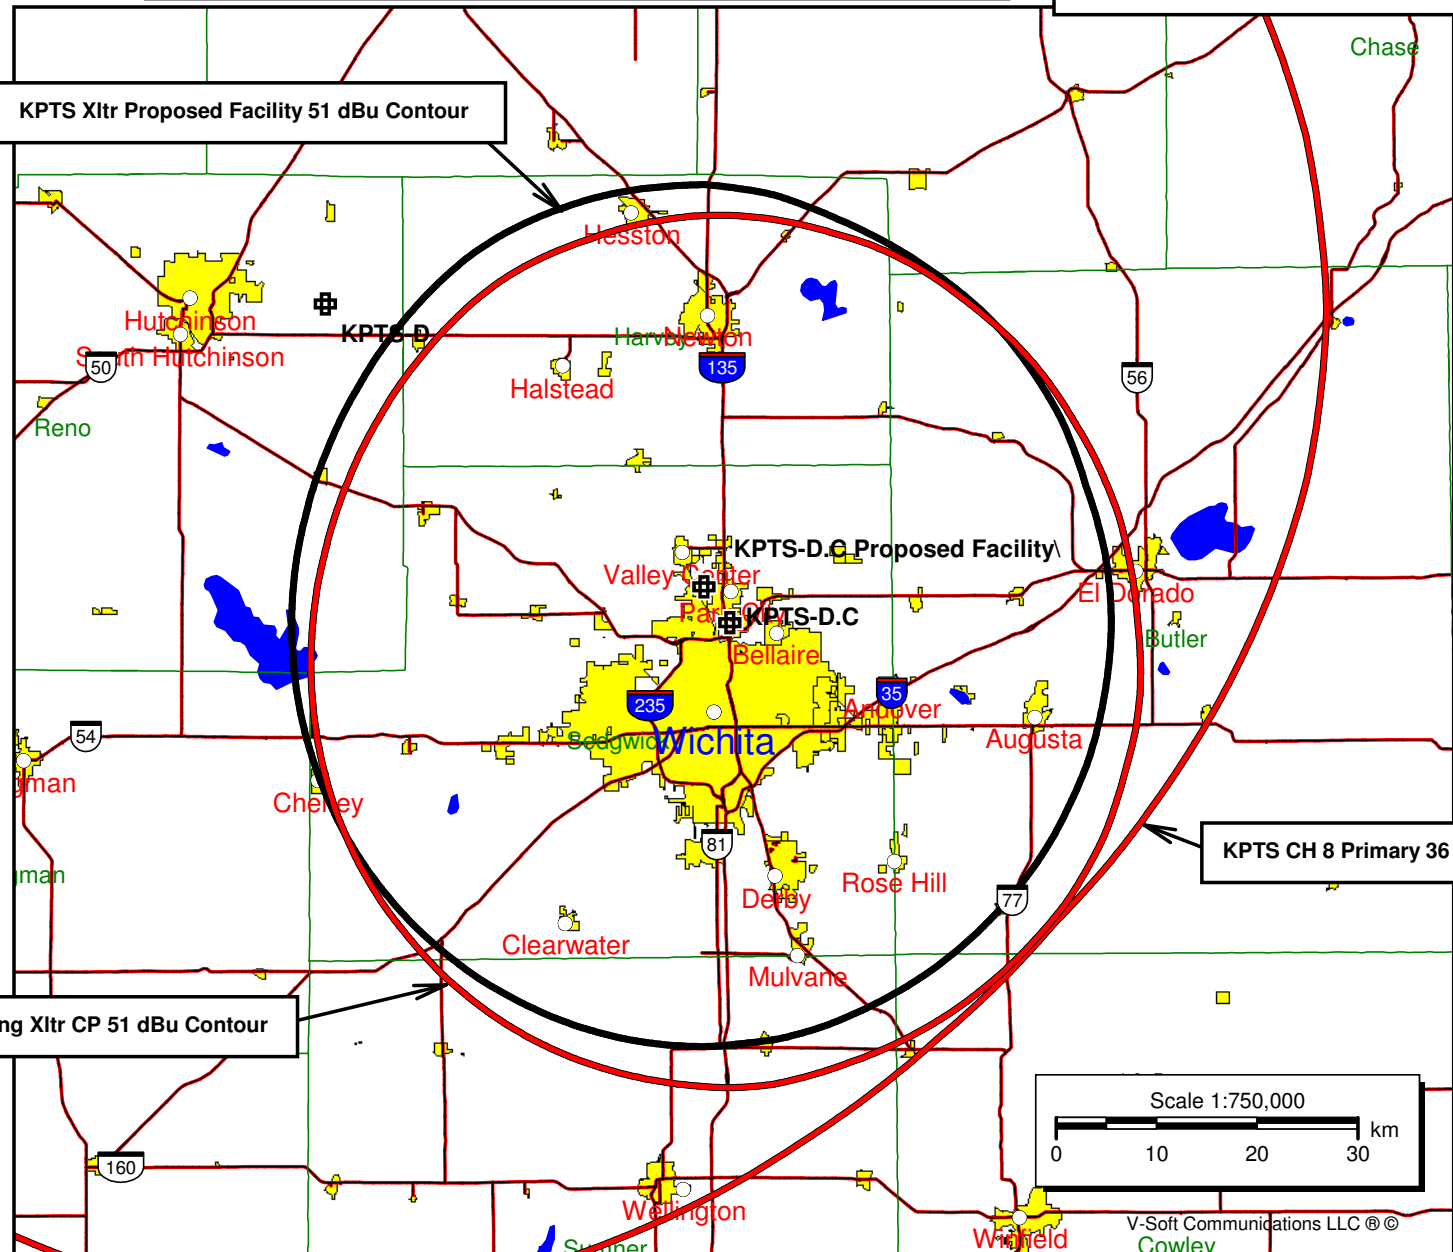 Chase
KPTS Xltr Proposed Facility 51 dBu Contour
Hesston
Hutchinson
KPTS-D
South Hutchinson
Harvey
Newton
50
135
56
Halstead
Reno
KPTS-D.C Proposed Facility\
Valley Center
El Dorado
Park City
KPTS-D.C
Butler
Bellaire
235
35
Andover
54
Sedgwick
Wichita
Augusta
gman
Cheney
81
KPTS CH 8 Primary 36
gman
Rose Hill
Derby
77
Clearwater
Mulvane
ng Xltr CP 51 dBu Contour
Scale 1:750,000
km
0 10 20 30
160
Wellington
V-Soft Communications LLC ® ©
Winfield
Sumner
Cowley